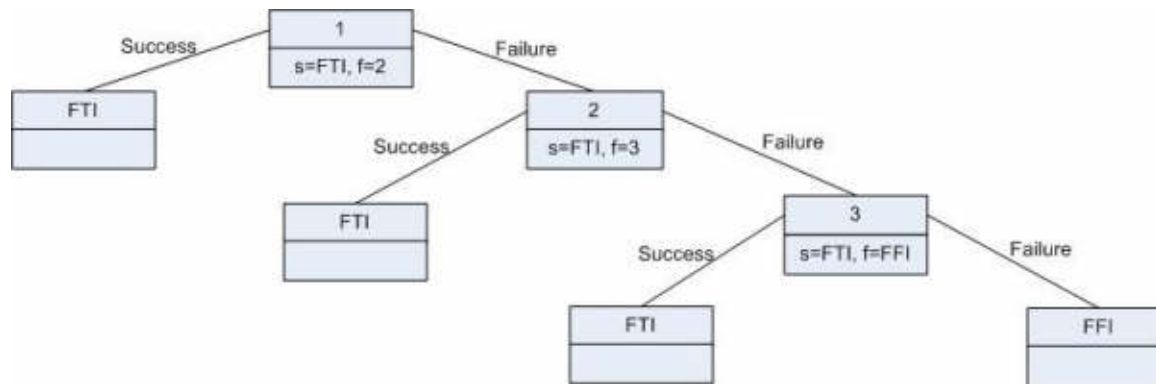 1
Success
Failure
s=FTI, f=2
FTI
2
Success
Failure
s=FTI, f=3
FTI
3
Success
Failure
s=FTI, f=FFI
FTI
FFI